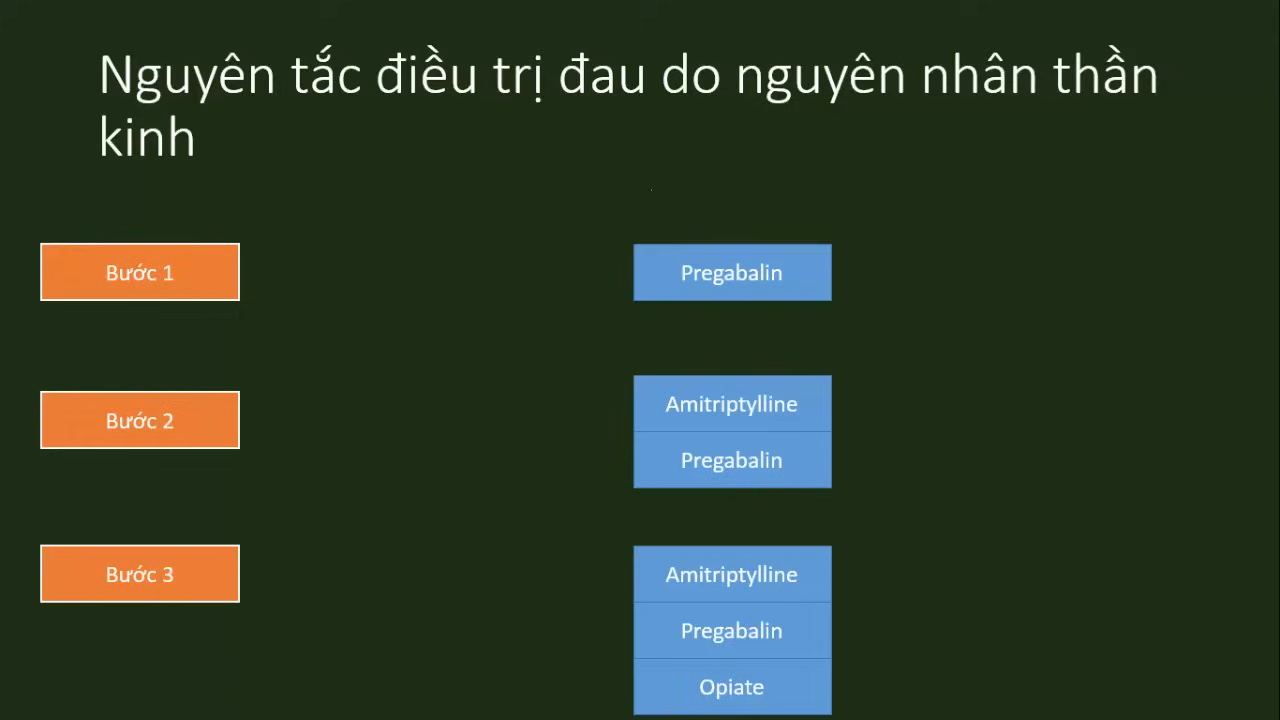 Nguyên tắc điều trị đau do nguyên nhân thần
kinh
Bước 1
Pregabalin
Bước 2
Amitriptylline
Pregabalin
Bước 3
Amitriptylline
Pregabalin
Opiate